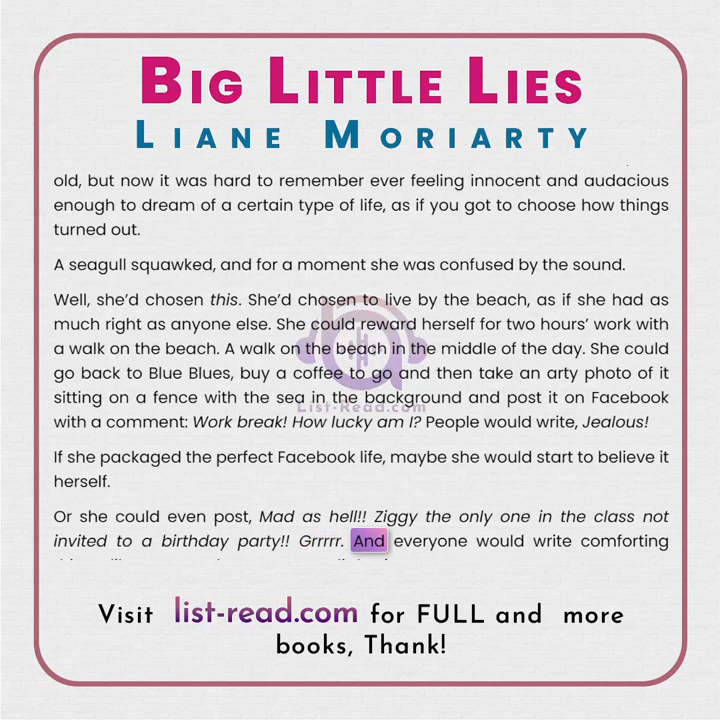 BIG LITTLE LIES
LIANE MORIARTY
old, but now it was hard to remember ever feeling innocent and audacious
enough to dream of a certain type of life, as if you got to choose how things
turned out.
A seagull squawked, and for a moment she was confused by the sound.
Well, she’d chosen this. She’d chosen to live by the beach, as if she had as
much right as anyone else. She could reward herself for two hours’ work with
a walk on the beach. A walk on the beach in the middle of the day. She could
go back to Blue Blues, buy a coffee to go and then take an arty photo of it
sitting on a fence with the sea in the background and post it on Facebook
List-Read.com
with a comment: Work break! How lucky am I? People would write, Jealous!
If she packaged the perfect Facebook life, maybe she would start to believe it
herself.
Or she could even post, Mad as hell!! Ziggy the only one in the class not
invited to a birthday party!! Grrrrr. And everyone would write comforting
Visit list-read.com for FULL and more
books, Thank!